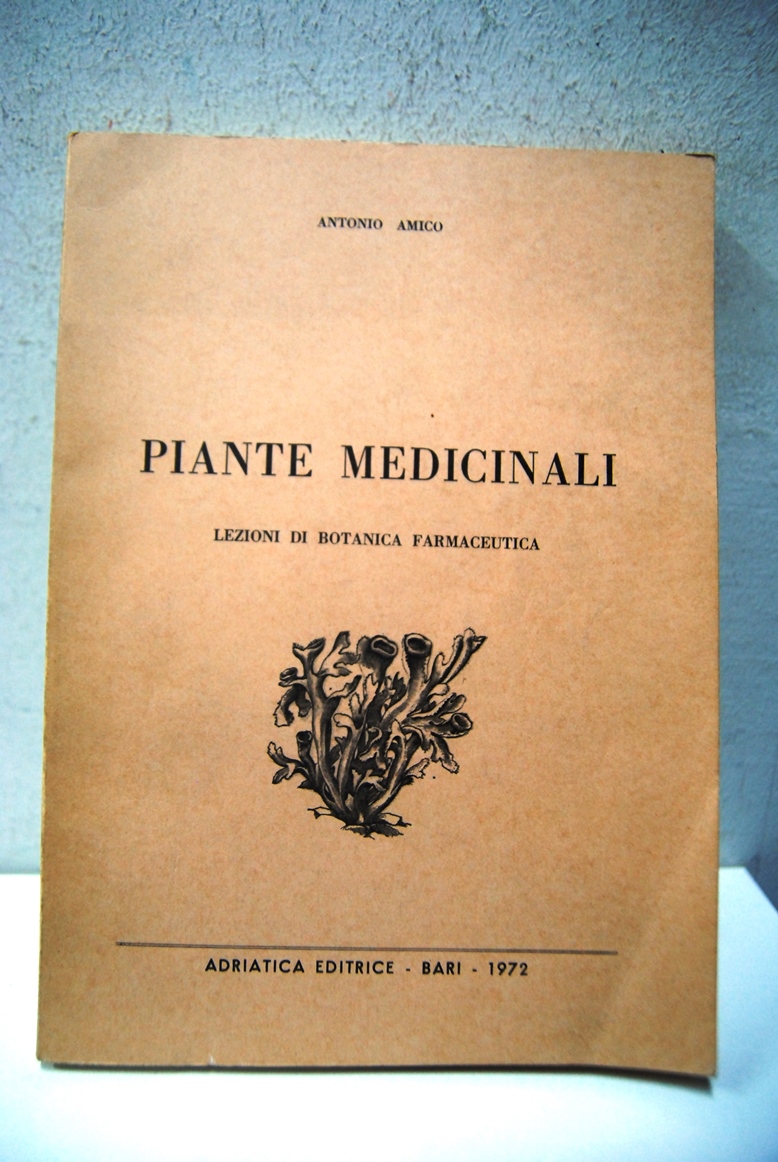 ANTONIO AMICO
PIANTE MEDICINALI
LEZIONI DI BOTANICA FARMACEUTICA
ADRIATICA EDITRICE - BARI - 1972